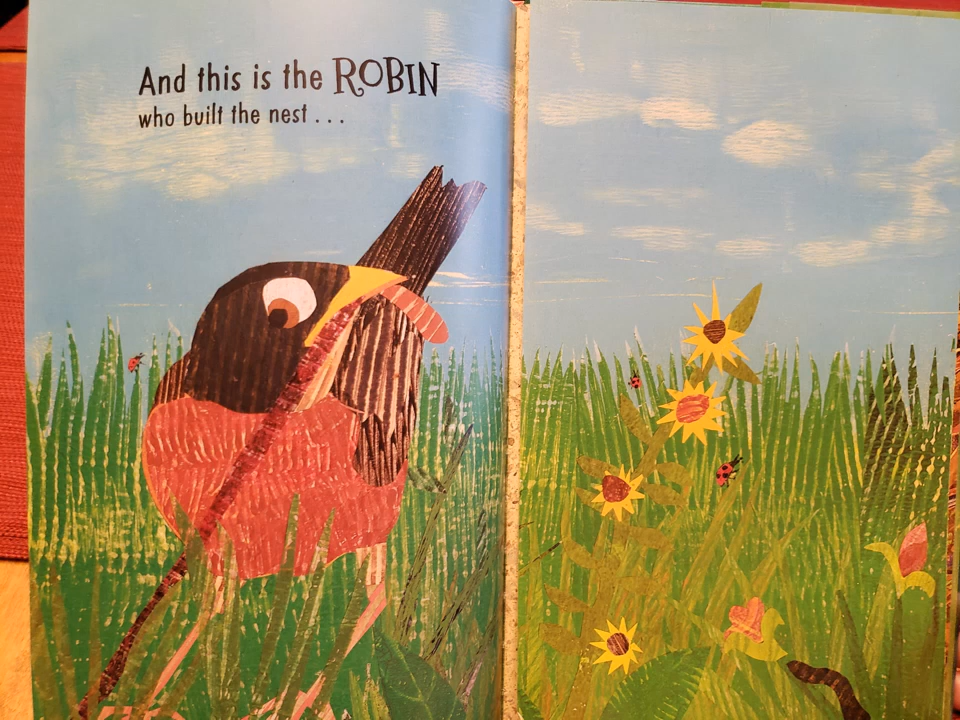 And this is the ROBIN
who built the nest . . .